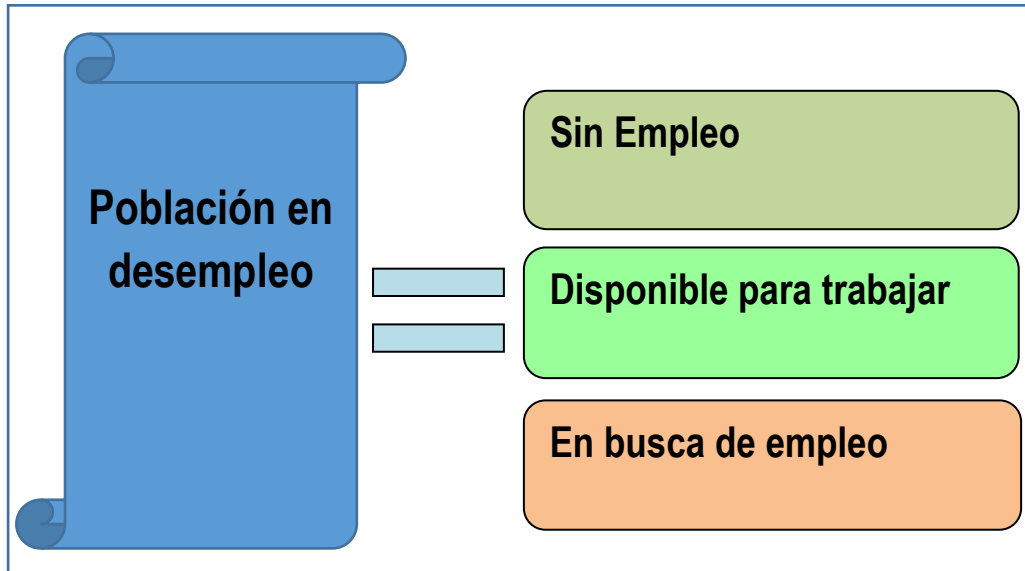 Población en
desempleo
Sin Empleo
Disponible para trabajar
En busca de empleo